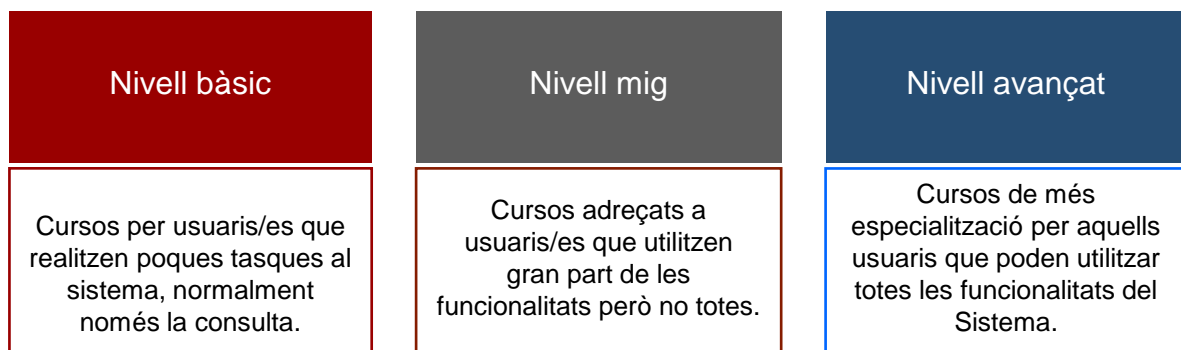 Nivell bàsic
Cursos per usuaris/es que
realitzen poques tasques al
sistema, normalment
només la consulta.
Nivell mig
Cursos adreçats a
usuaris/es que utilitzen
gran part de les
funcionalitats però no totes.
Nivell avançat
Cursos de més
especialització per aquells
usuaris que poden utilitzar
totes les funcionalitats del
Sistema.